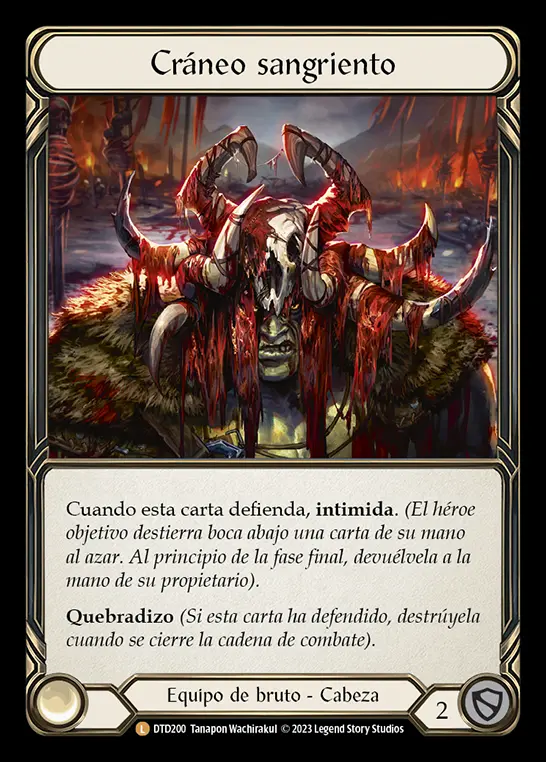 Cráneo sangriento
Cuando esta carta defienda, intimida. (El héroe
objetivo destierra boca abajo una carta de su mano
al azar. Al principio de la fase final, devuélvela a la
mano de su propietario).
Quebradizo (Si esta carta ha defendido, destrúyela
cuando se cierre la cadena de combate).
Equipo de bruto - Cabeza
2
L DTD200 Tanapon Wachirakul © 2023 Legend Story Studios